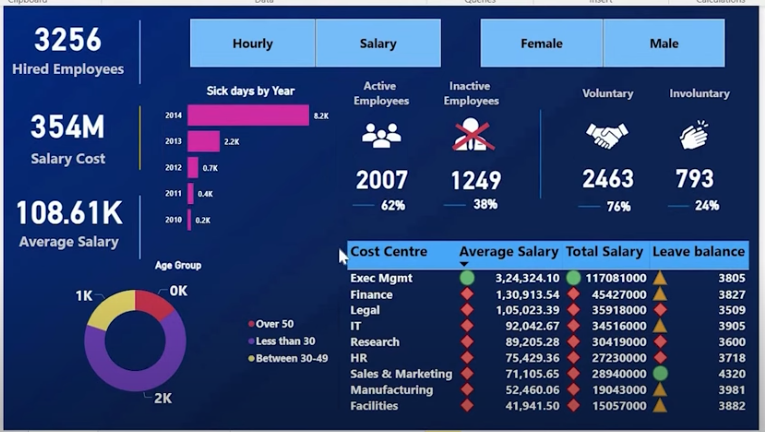 Clipboard
Data
Queries
Insert
Calculations
3256
Hired Employees
354M
Salary Cost
108.61K
Average Salary
Hourly
Salary
Female
Male
Sick days by Year
2014 8.2K
2013 2.2K
2012 0.7K
2011 0.4K
2010 0.2K
Active
Employees
2007
62%
Inactive
Employees
1249
38%
Voluntary
2463
76%
Involuntary
793
24%
Age Group
1K
0K
2K
Over 50
Less than 30
Between 30-49
Cost Centre Average Salary Total Salary Leave balance
Exec Mgmt 3,24,324.10 117081000 3805
Finance 1,30,913.54 45427000 3827
Legal 1,05,023.39 35918000 3509
IT 92,042.67 34516000 3905
Research 89,205.28 30419000 3600
HR 75,429.36 27230000 3718
Sales & Marketing 71,105.65 28940000 4320
Manufacturing 52,460.06 19043000 3981
Facilities 41,941.50 15057000 3882